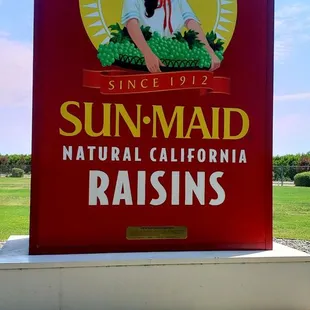 SINCE 1912
SUN·MAID
NATURAL CALIFORNIA
RAISINS